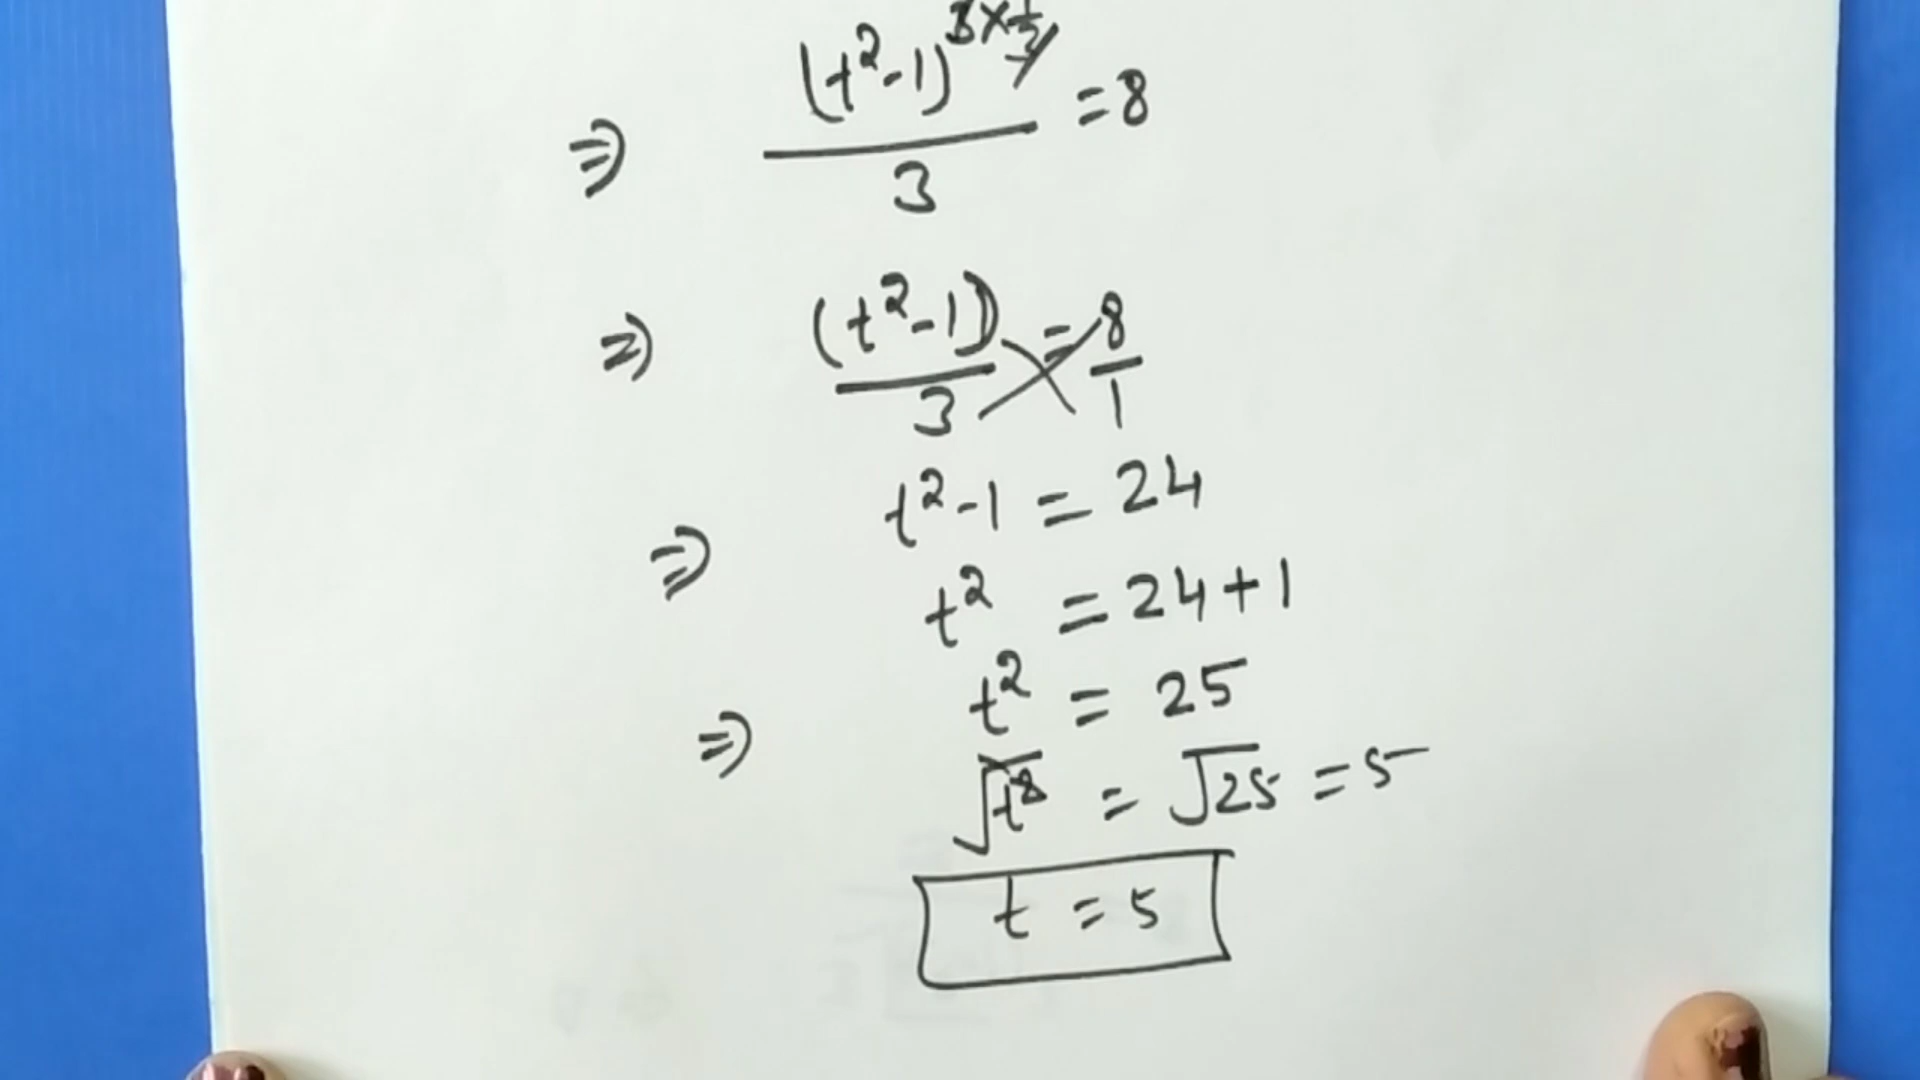 ⇒ (t²-1)^(3×1/3) / 3 = 8
⇒ (t²-1) / 3 = 8 / 1
⇒ t²-1 = 24
t² = 24+1
⇒ t² = 25
√t² = √25 = 5
t = 5